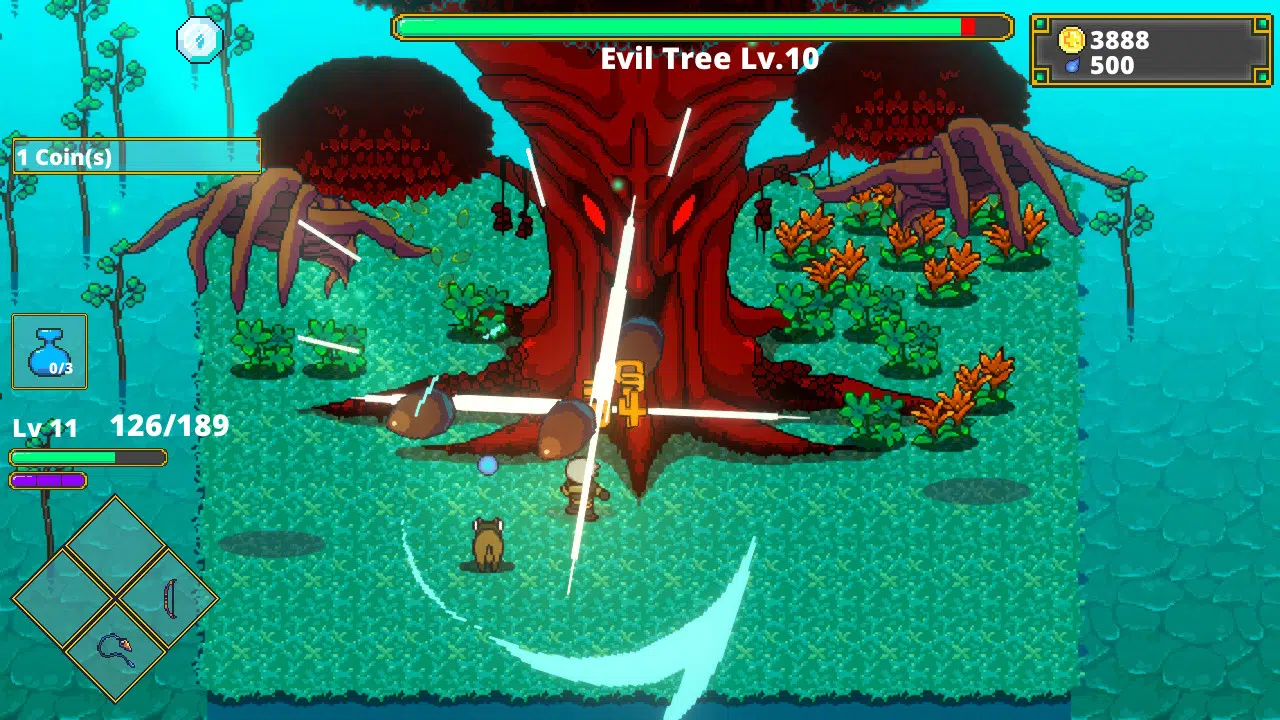 Evil Tree Lv.10
3888
500
1 Coin(s)
0/3
Lv 11 126/189